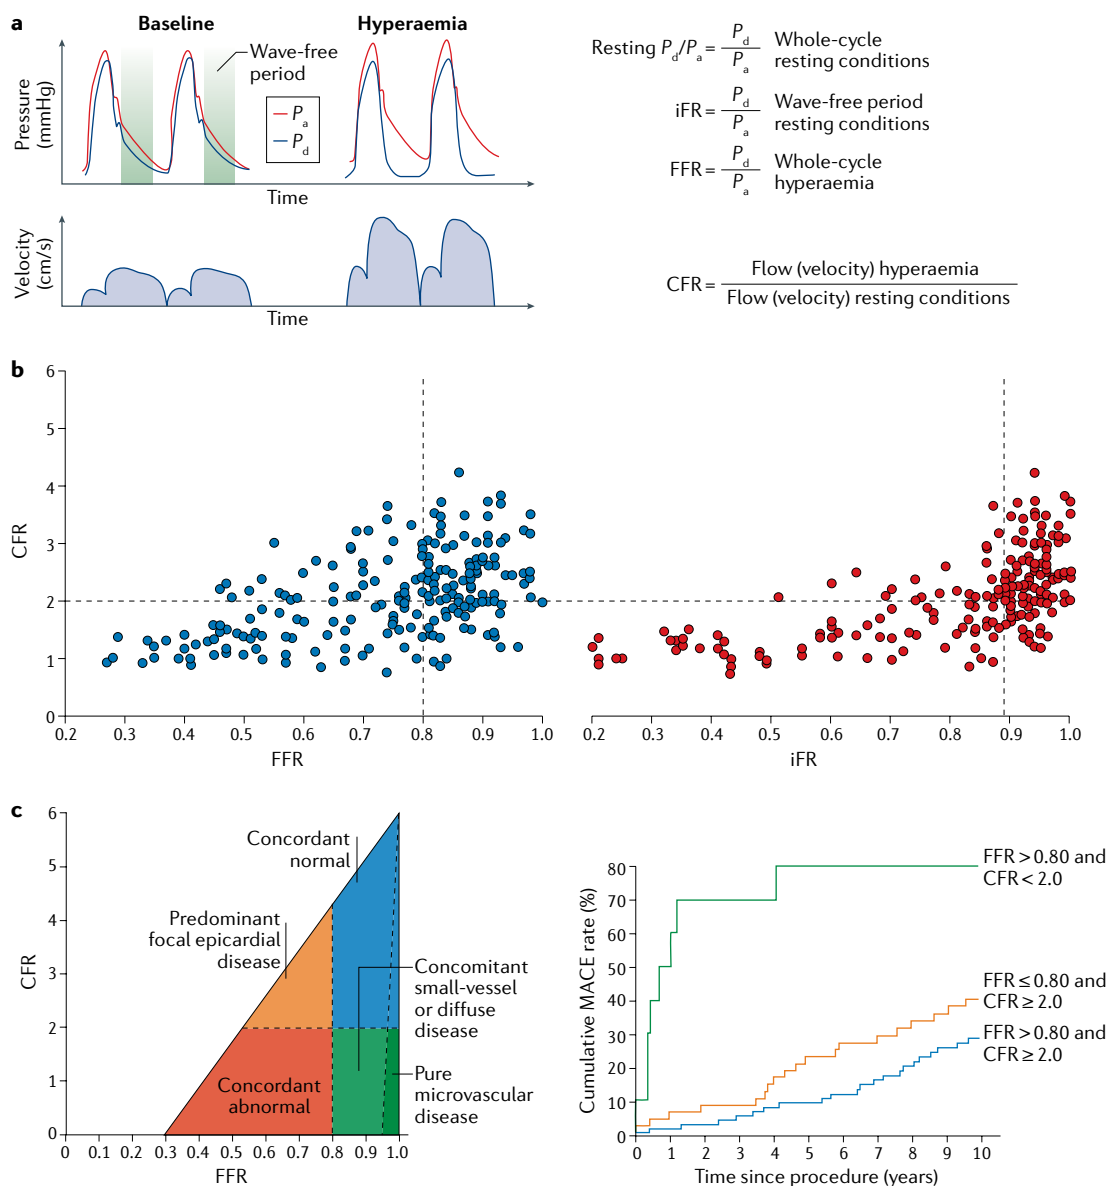 a
Baseline
Hyperaemia
Pressure
(mmHg)
Wave-free
period
Pa
Pd
Time
Velocity
(cm/s)
Time
Resting Pd/Pa = Pd/Pa Whole-cycle
resting conditions
iFR = Pd/Pa Wave-free period
resting conditions
FFR = Pd/Pa Whole-cycle
hyperaemia
CFR = Flow (velocity) hyperaemia
Flow (velocity) resting conditions
b
6
5
4
3
2
1
0
CFR
0.2 0.3 0.4 0.5 0.6 0.7 0.8 0.9 1.0
FFR
0.2 0.3 0.4 0.5 0.6 0.7 0.8 0.9 1.0
iFR
c
6
5
4
3
2
1
0
CFR
Concordant
normal
Predominant
focal epicardial
disease
Concomitant
small-vessel
or diffuse
disease
Concordant
abnormal
Pure
microvascular
disease
0 0.1 0.2 0.3 0.4 0.5 0.6 0.7 0.8 0.9 1.0
FFR
80
70
60
50
40
30
20
10
0
Cumulative MACE rate (%)
FFR > 0.80 and
CFR < 2.0
FFR ≤ 0.80 and
CFR ≥ 2.0
FFR > 0.80 and
CFR ≥ 2.0
0 1 2 3 4 5 6 7 8 9 10
Time since procedure (years)